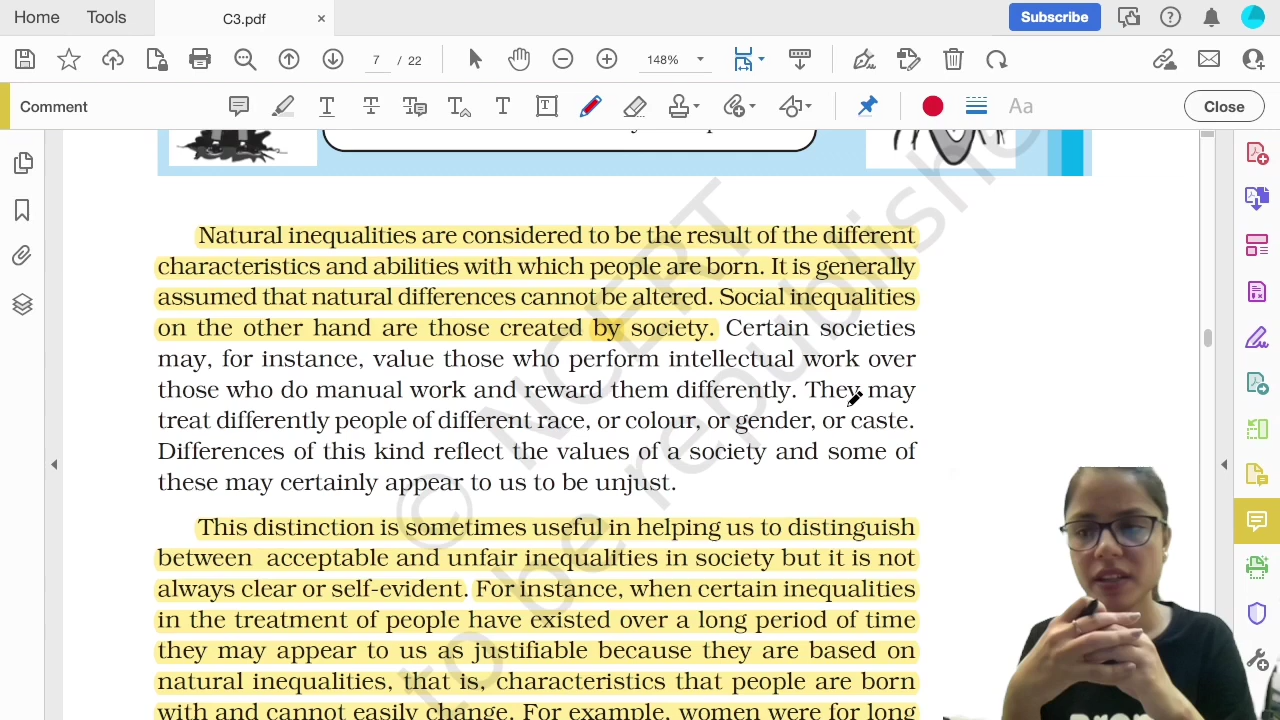 Home Tools C3.pdf × Subscribe
7 / 22 148%
Comment Aa Close
Natural inequalities are considered to be the result of the different
characteristics and abilities with which people are born. It is generally
assumed that natural differences cannot be altered. Social inequalities
on the other hand are those created by society. Certain societies
may, for instance, value those who perform intellectual work over
those who do manual work and reward them differently. They may
treat differently people of different race, or colour, or gender, or caste.
Differences of this kind reflect the values of a society and some of
these may certainly appear to us to be unjust.
This distinction is sometimes useful in helping us to distinguish
between acceptable and unfair inequalities in society but it is not
always clear or self-evident. For instance, when certain inequalities
in the treatment of people have existed over a long period of time
they may appear to us as justifiable because they are based on
natural inequalities, that is, characteristics that people are born
with and cannot easily change. For example, women were for long
© NCERT
to be republishe